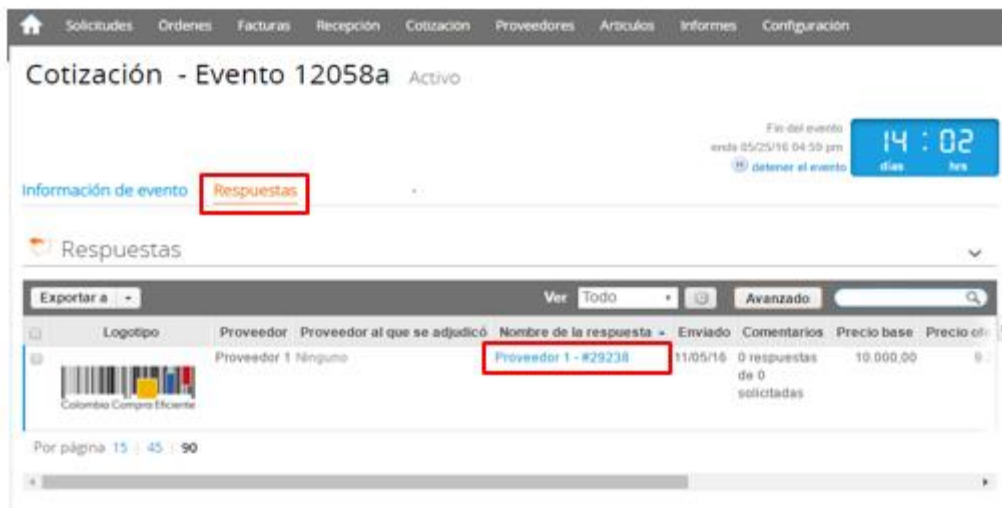 Solicitudes Ordenes Facturas Recepción Cotización Proveedores Articulos Informes Configuración
Cotización - Evento 12058a Activo
Fin del evento
ends 05/25/16 04:59 pm
detener el evento
14 : 02
días hrs
Información de evento Respuestas
Respuestas
Exportar a Ver Todo Avanzado
Logotipo Proveedor Proveedor al que se adjudicó Nombre de la respuesta Enviado Comentarios Precio base Precio
Proveedor 1 Ninguno Proveedor 1 - #29238 11/05/16 0 respuestas 10.000,00
de 0
solicitadas
Colombia Compra Eficiente
Por página 15 | 45 | 90